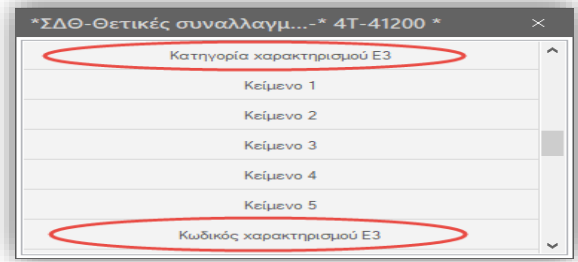 *ΣΔΘ-Θετικές συναλλαγμ...-* 4Τ-41200 *
Κατηγορία χαρακτηρισμού Ε3
Κείμενο 1
Κείμενο 2
Κείμενο 3
Κείμενο 4
Κείμενο 5
Κωδικός χαρακτηρισμού Ε3